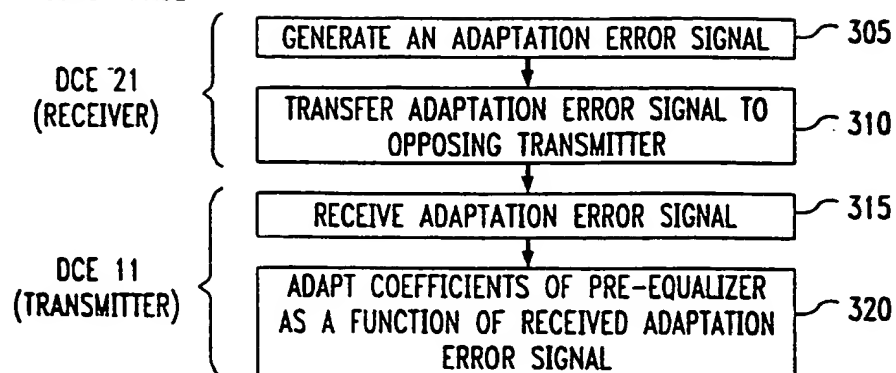 GENERATE AN ADAPTATION ERROR SIGNAL
305
DCE 21
(RECEIVER)
TRANSFER ADAPTATION ERROR SIGNAL TO
OPPOSING TRANSMITTER
310
RECEIVE ADAPTATION ERROR SIGNAL
315
DCE 11
(TRANSMITTER)
ADAPT COEFFICIENTS OF PRE-EQUALIZER
AS A FUNCTION OF RECEIVED ADAPTATION
ERROR SIGNAL
320